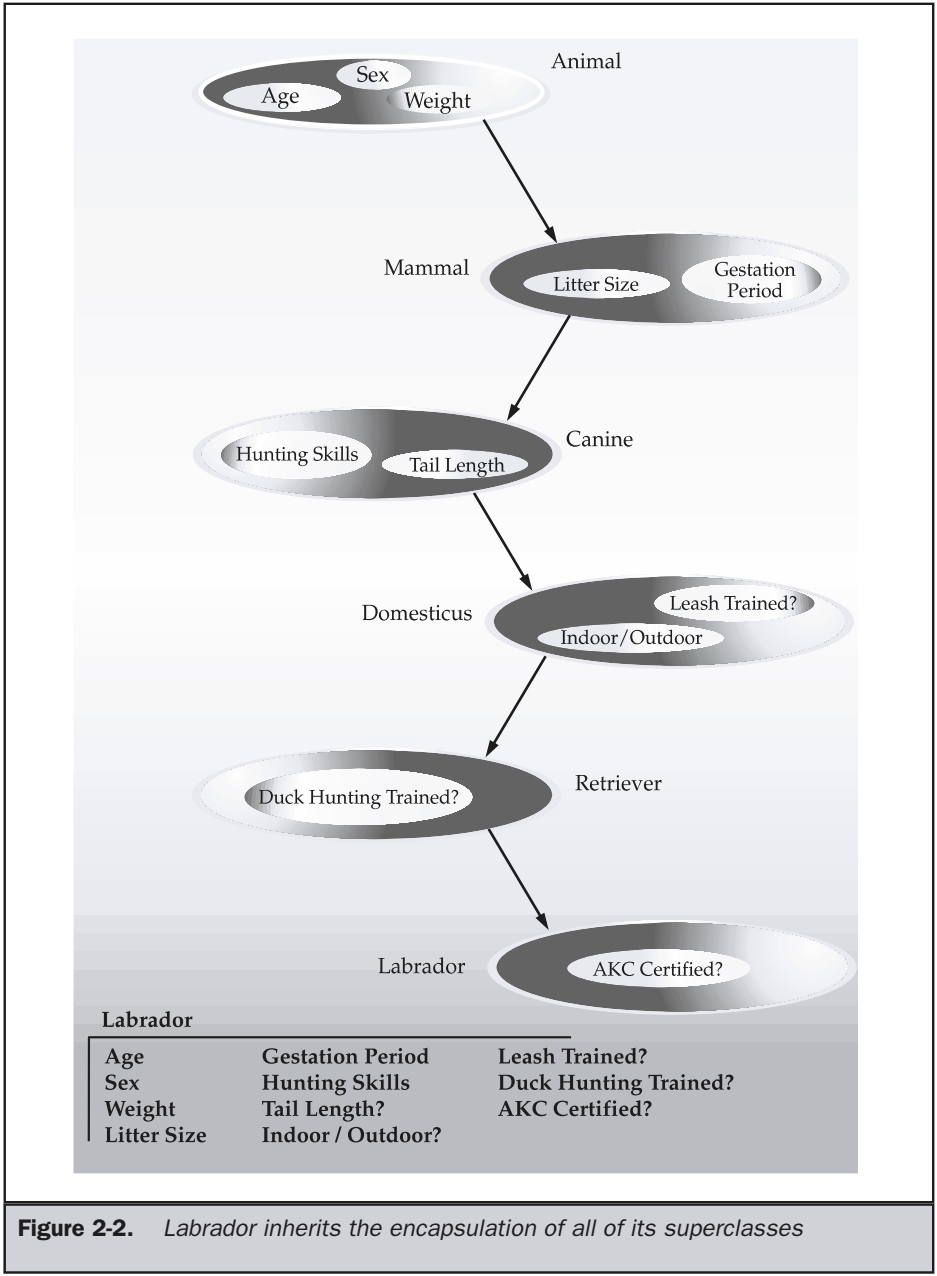 Animal
Sex
Age
Weight
Mammal
Litter Size
Gestation
Period
Canine
Hunting Skills
Tail Length
Domesticus
Leash Trained?
Indoor/Outdoor
Retriever
Duck Hunting Trained?
Labrador
AKC Certified?
Labrador
Age Gestation Period Leash Trained?
Sex Hunting Skills Duck Hunting Trained?
Weight Tail Length? AKC Certified?
Litter Size Indoor / Outdoor?
Figure 2-2. Labrador inherits the encapsulation of all of its superclasses